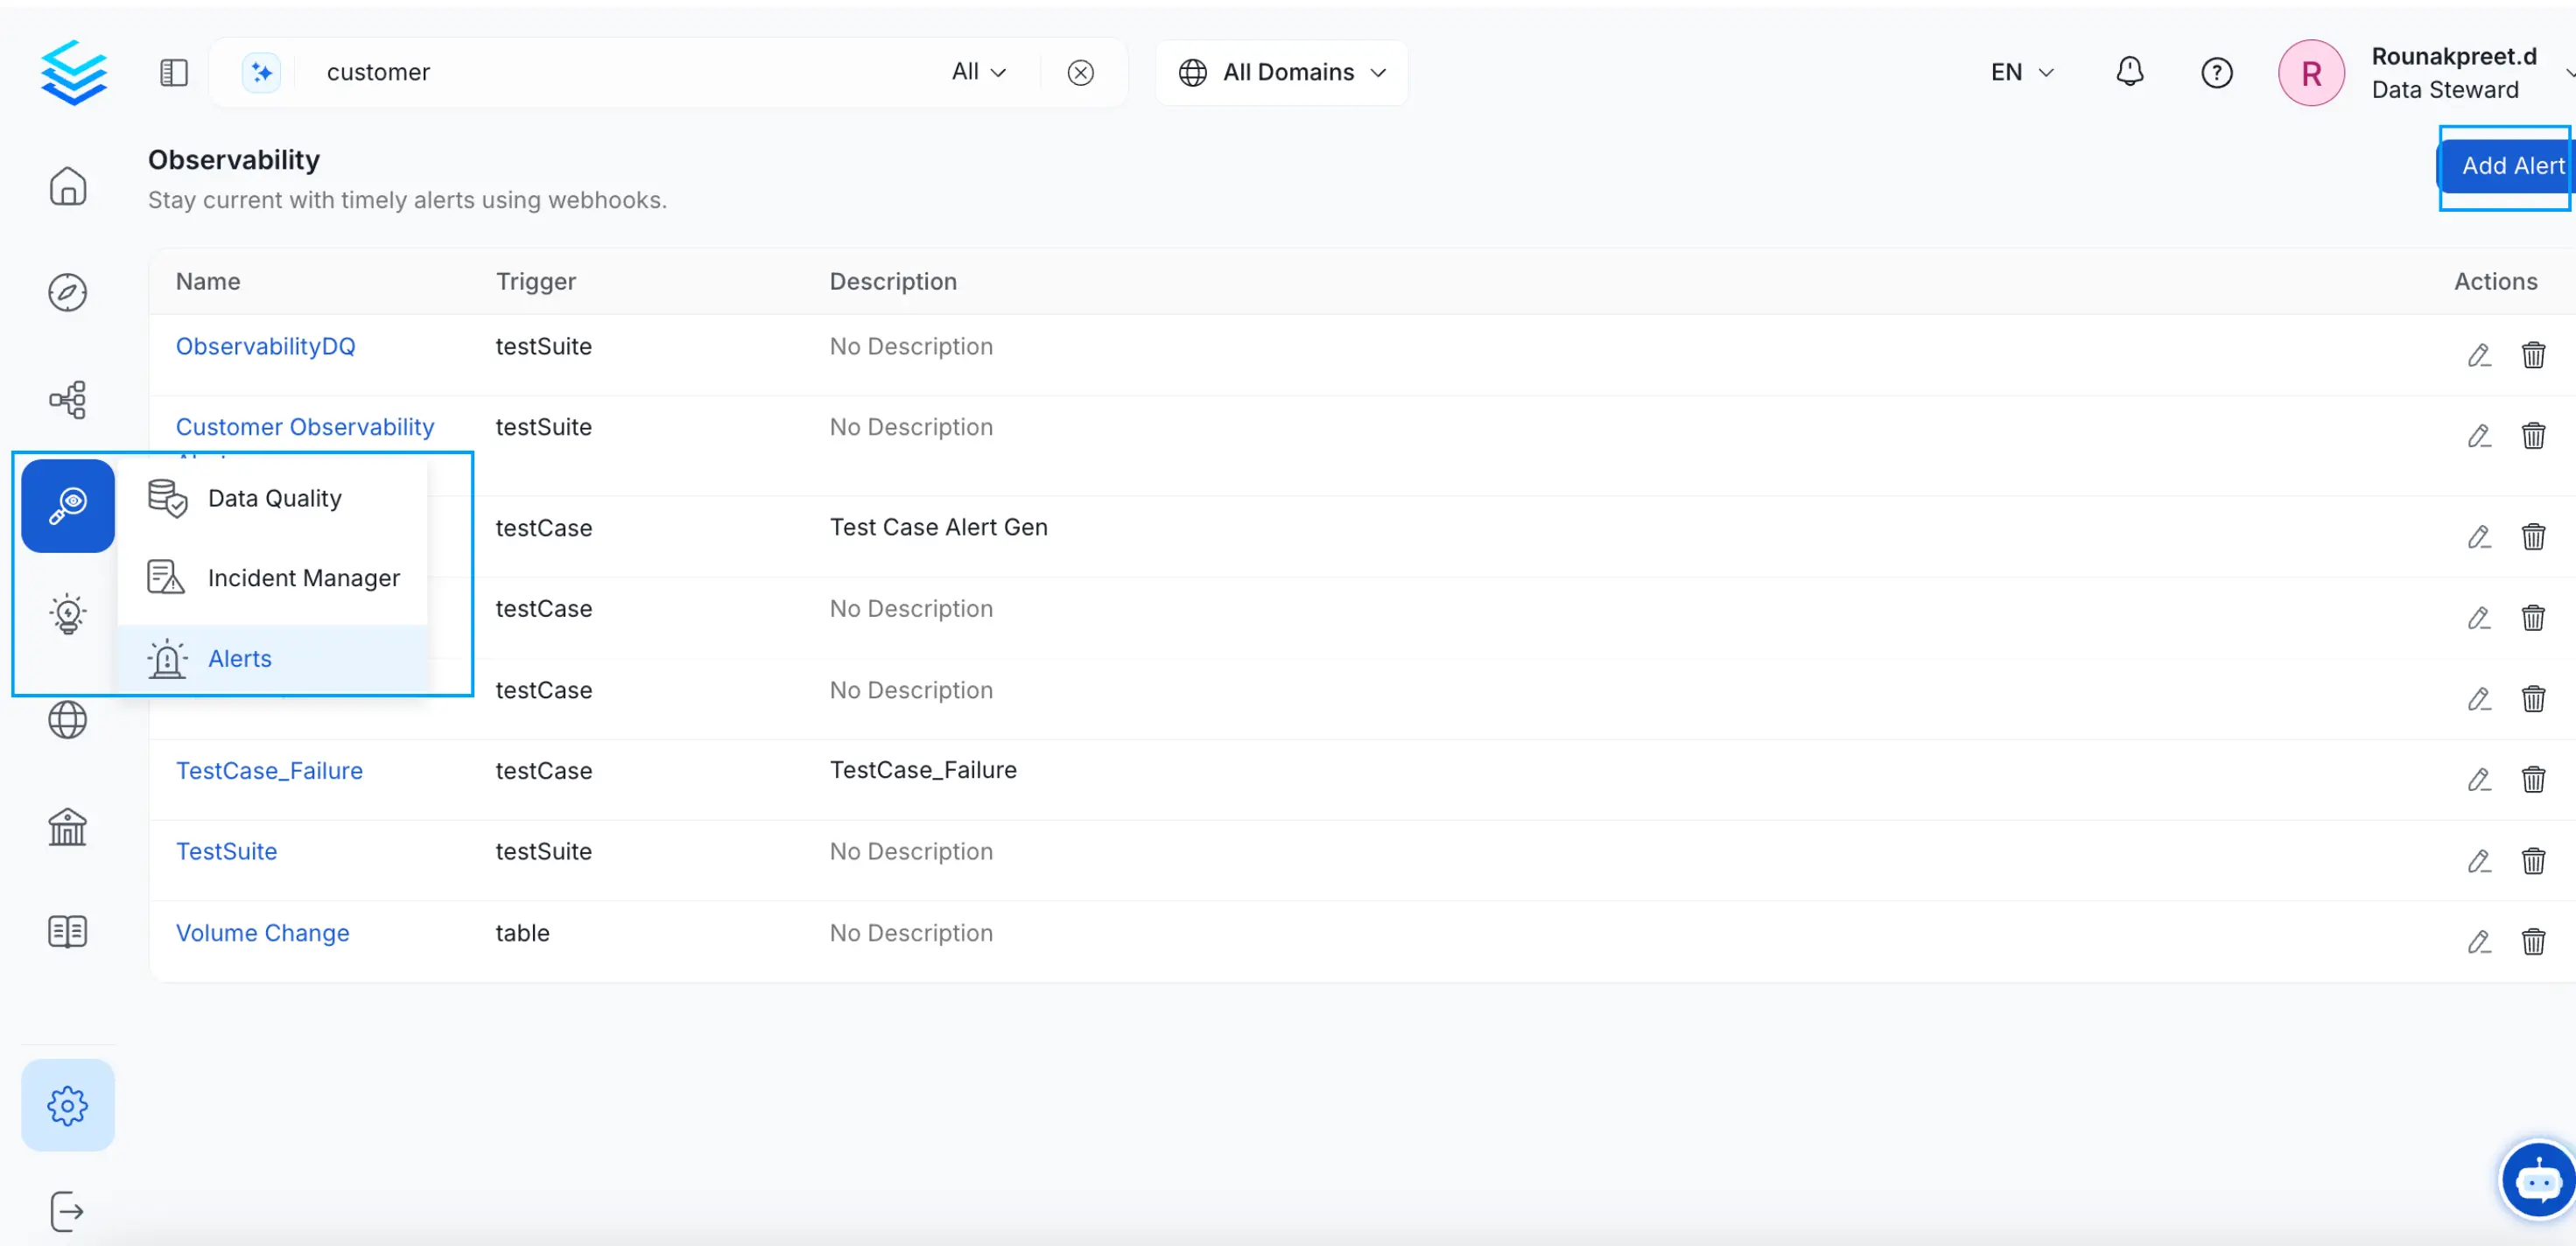 customer
All
All Domains
EN
R
Rounakpreet.d
Data Steward
Observability
Stay current with timely alerts using webhooks.
Add Alert
Name Trigger Description Actions
ObservabilityDQ testSuite No Description
Customer Observability testSuite No Description
Data Quality
testCase Test Case Alert Gen
Incident Manager
testCase No Description
Alerts
testCase No Description
TestCase_Failure testCase TestCase_Failure
TestSuite testSuite No Description
Volume Change table No Description